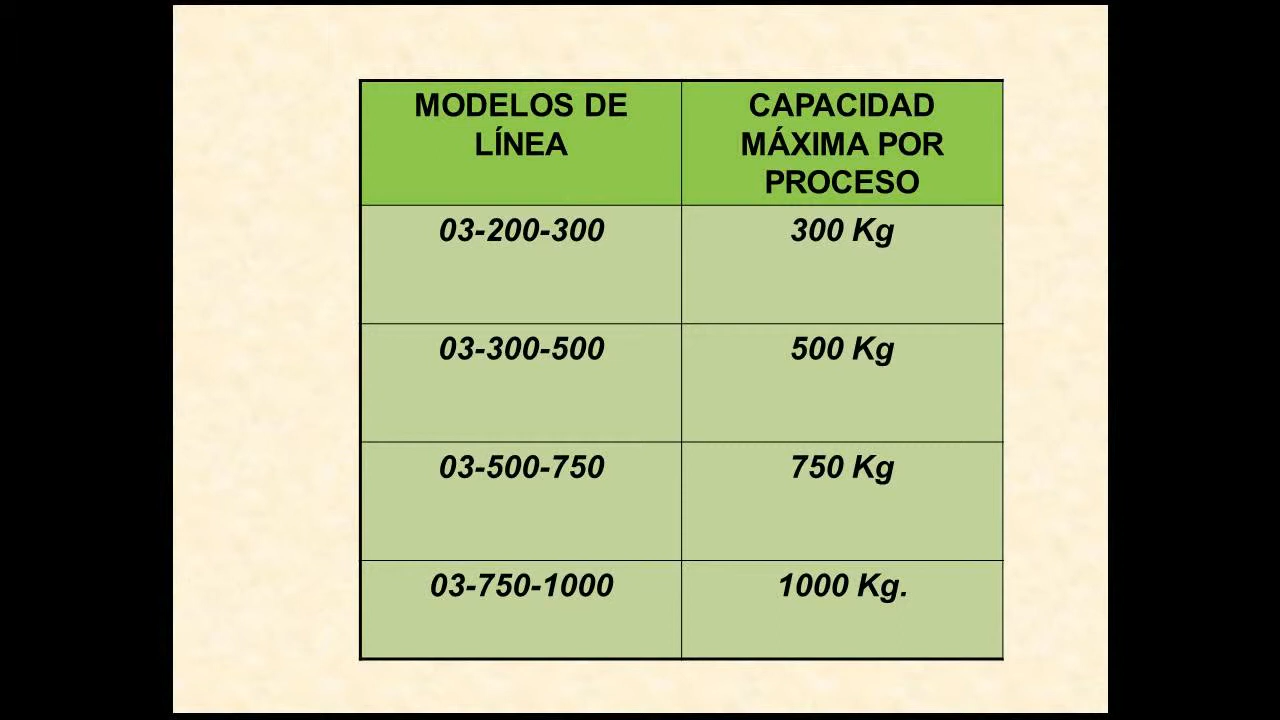 MODELOS DE
LÍNEA
CAPACIDAD
MÁXIMA POR
PROCESO
03-200-300
300 Kg
03-300-500
500 Kg
03-500-750
750 Kg
03-750-1000
1000 Kg.